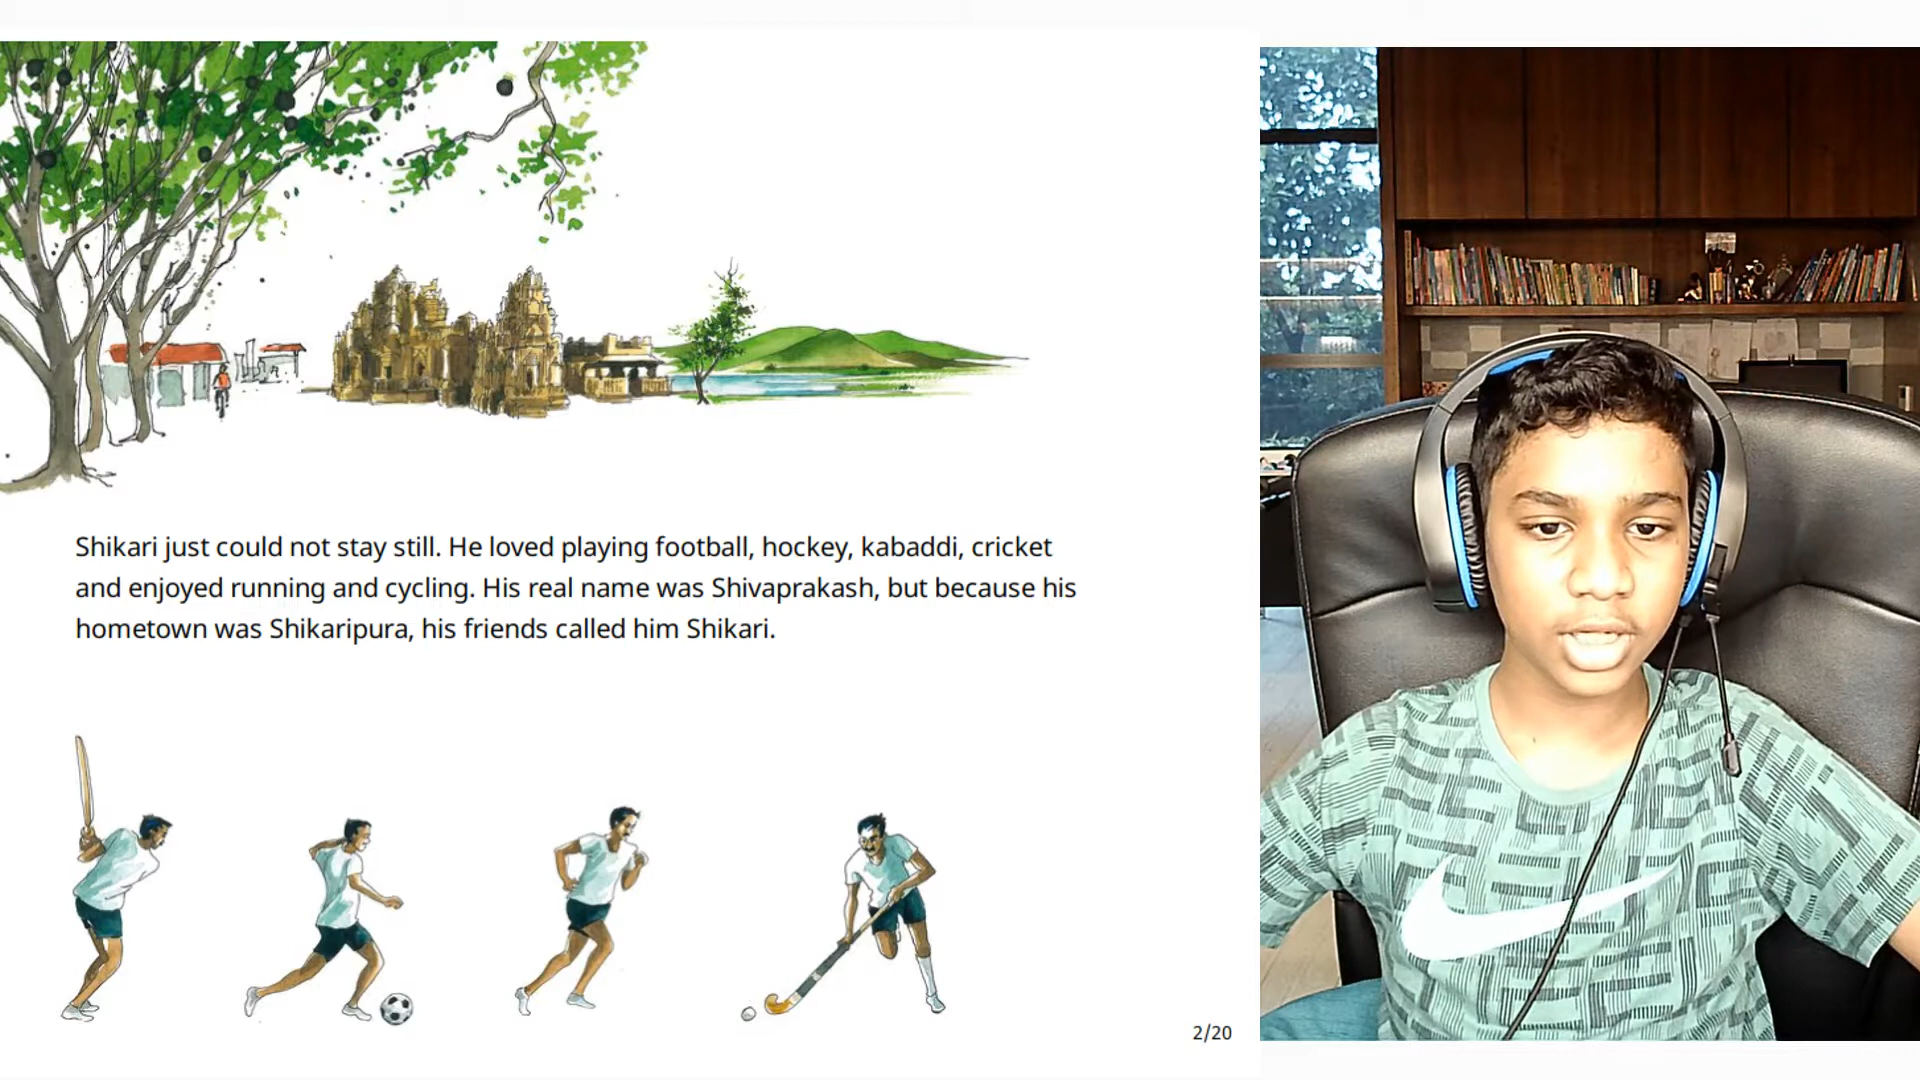 Shikari just could not stay still. He loved playing football, hockey, kabaddi, cricket
and enjoyed running and cycling. His real name was Shivaprakash, but because his
hometown was Shikaripura, his friends called him Shikari.
2/20